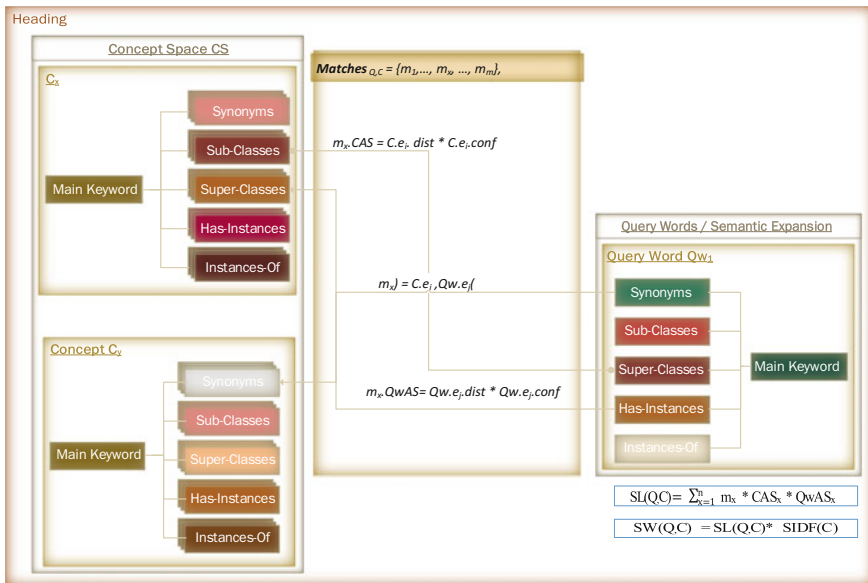 Heading
Concept Space CS
Cx
Synonyms
Sub-Classes
Main Keyword
Super-Classes
Has-Instances
Instances-Of
Concept Cy
Synonyms
Sub-Classes
Main Keyword
Super-Classes
Has-Instances
Instances-Of
Matches Q,C = {m1,..., mx, ..., mm},
mx.CAS = C.ei. dist * C.ei.conf
mx) = C.ei ,Qw.ej(
mx.QwAS= Qw.ej.dist * Qw.ej.conf
Query Words / Semantic Expansion
Query Word Qw1
Synonyms
Sub-Classes
Super-Classes
Main Keyword
Has-Instances
Instances-Of
SL(Q,C)= ∑ⁿₓ₌₁ mx * CASx * QwASx
SW(Q,C) =SL(Q,C)* SIDF(C)